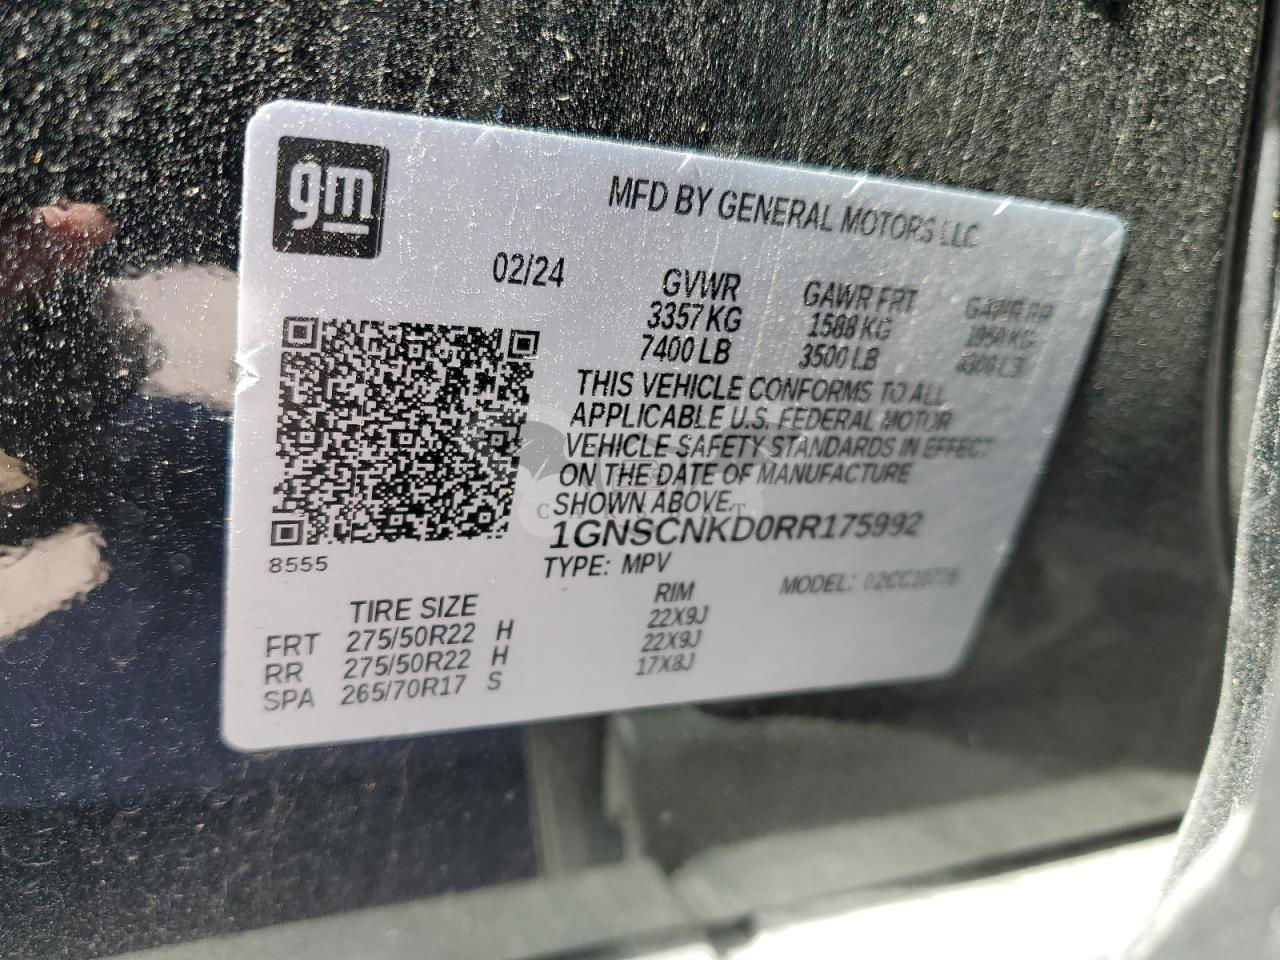 gm
MFD BY GENERAL MOTORS LLC
02/24
GVWR GAWR FRT GAWR RR
3357 KG 1588 KG
7400 LB 3500 LB
THIS VEHICLE CONFORMS TO ALL
APPLICABLE U.S. FEDERAL MOTOR
VEHICLE SAFETY STANDARDS IN EFFECT
ON THE DATE OF MANUFACTURE
SHOWN ABOVE.
1GNSCNKD0RR175992
8555
TYPE: MPV MODEL:
TIRE SIZE RIM
FRT 275/50R22 H 22X9J
RR 275/50R22 H 22X9J
SPA 265/70R17 S 17X8J